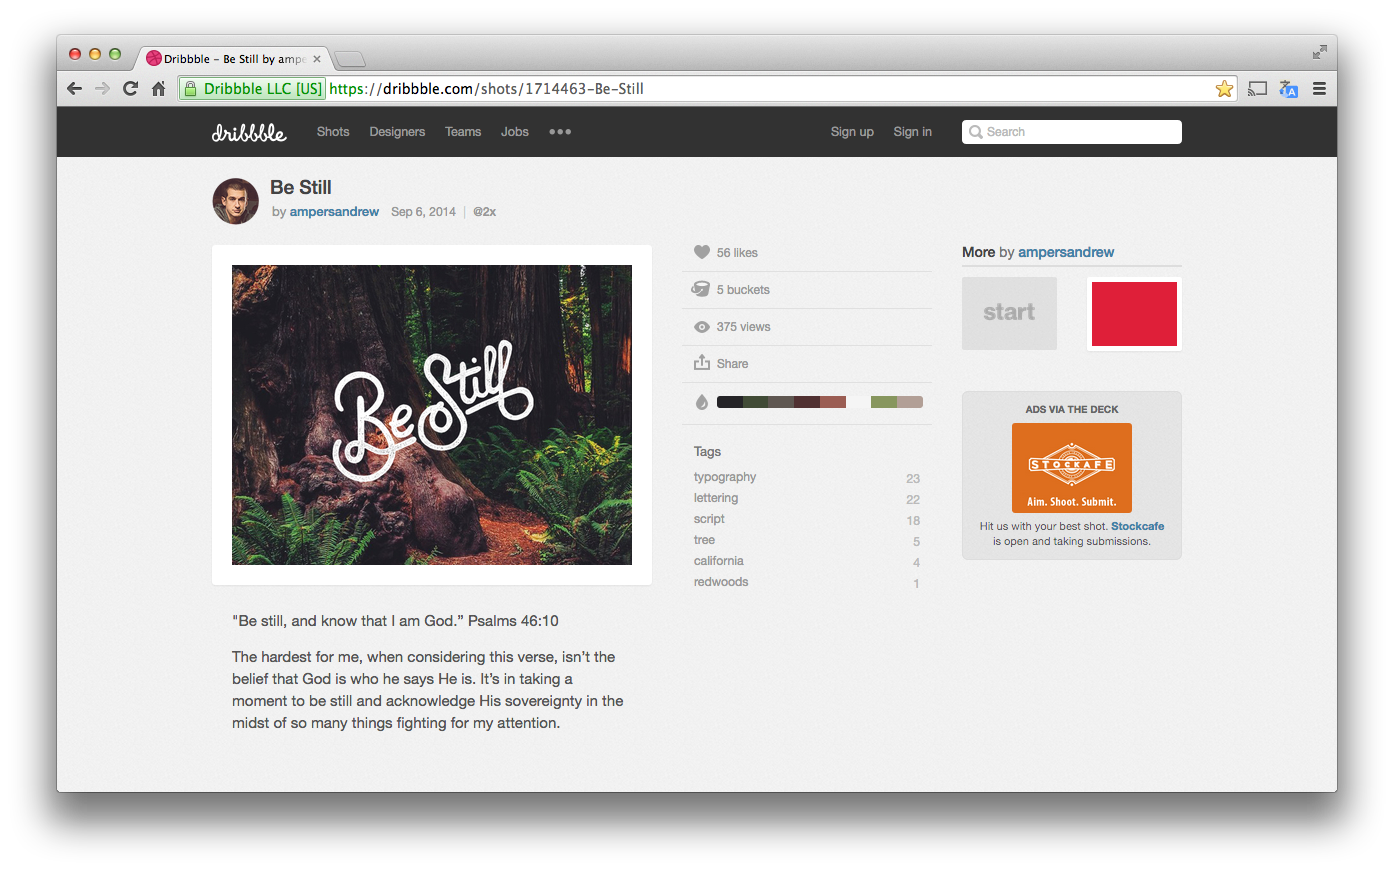 Dribbble - Be Still by ampe
Dribbble LLC [US] https://dribbble.com/shots/1714463-Be-Still
dribbble Shots Designers Teams Jobs ••• Sign up Sign in Search
Be Still
by ampersandrew Sep 6, 2014 | @2x
Be Still
56 likes
5 buckets
375 views
Share
Tags
typography 23
lettering 22
script 18
tree 5
california 4
redwoods 1
More by ampersandrew
start
ADS VIA THE DECK
STOCKAFE
Aim. Shoot. Submit.
Hit us with your best shot. Stockcafe
is open and taking submissions.
"Be still, and know that I am God.” Psalms 46:10
The hardest for me, when considering this verse, isn’t the
belief that God is who he says He is. It’s in taking a
moment to be still and acknowledge His sovereignty in the
midst of so many things fighting for my attention.